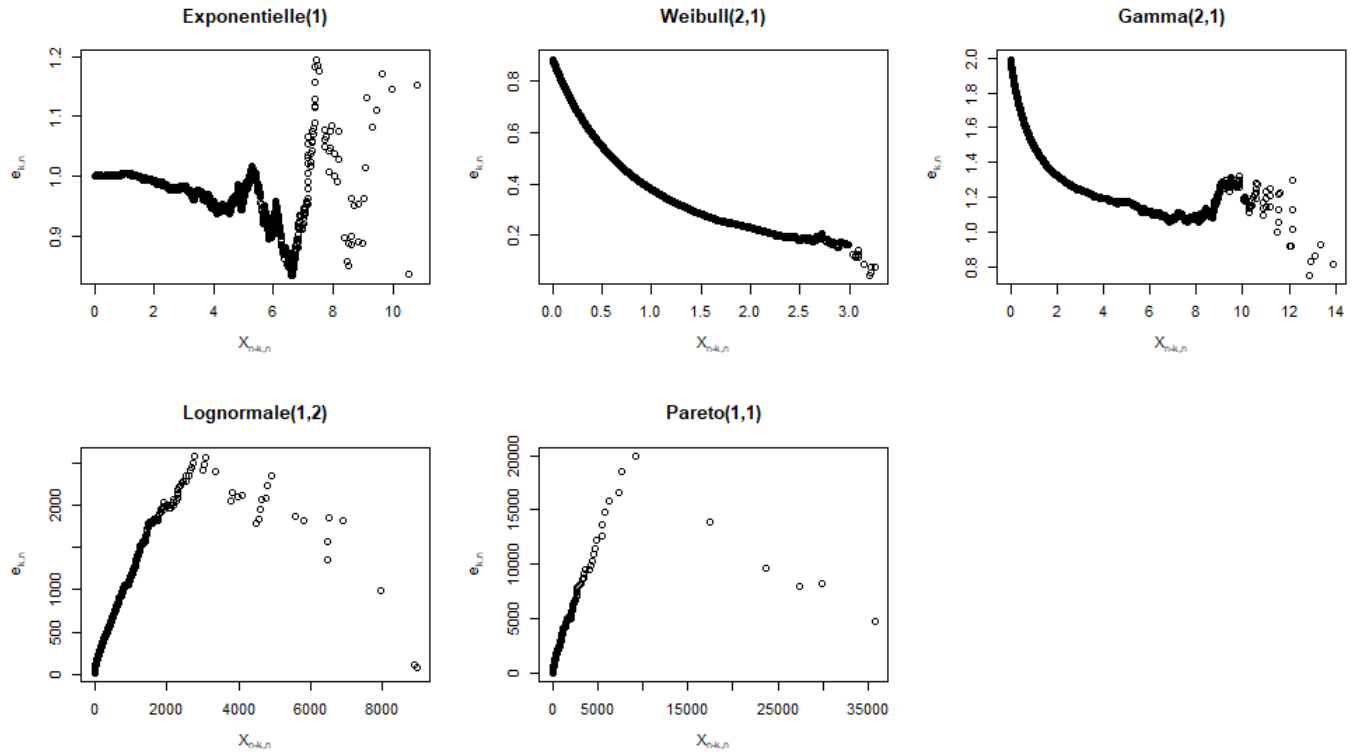 Exponentielle(1)
e_{k,n}
0.9 1.0 1.1 1.2
0 2 4 6 8 10
X_{n-k,n}
Weibull(2,1)
e_{k,n}
0.2 0.4 0.6 0.8
0.0 0.5 1.0 1.5 2.0 2.5 3.0
X_{n-k,n}
Gamma(2,1)
e_{k,n}
0.8 1.0 1.2 1.4 1.6 1.8 2.0
0 2 4 6 8 10 12 14
X_{n-k,n}
Lognormale(1,2)
e_{k,n}
0 500 1000 2000
0 2000 4000 6000 8000
X_{n-k,n}
Pareto(1,1)
e_{k,n}
0 5000 10000 15000 20000
0 5000 15000 25000 35000
X_{n-k,n}